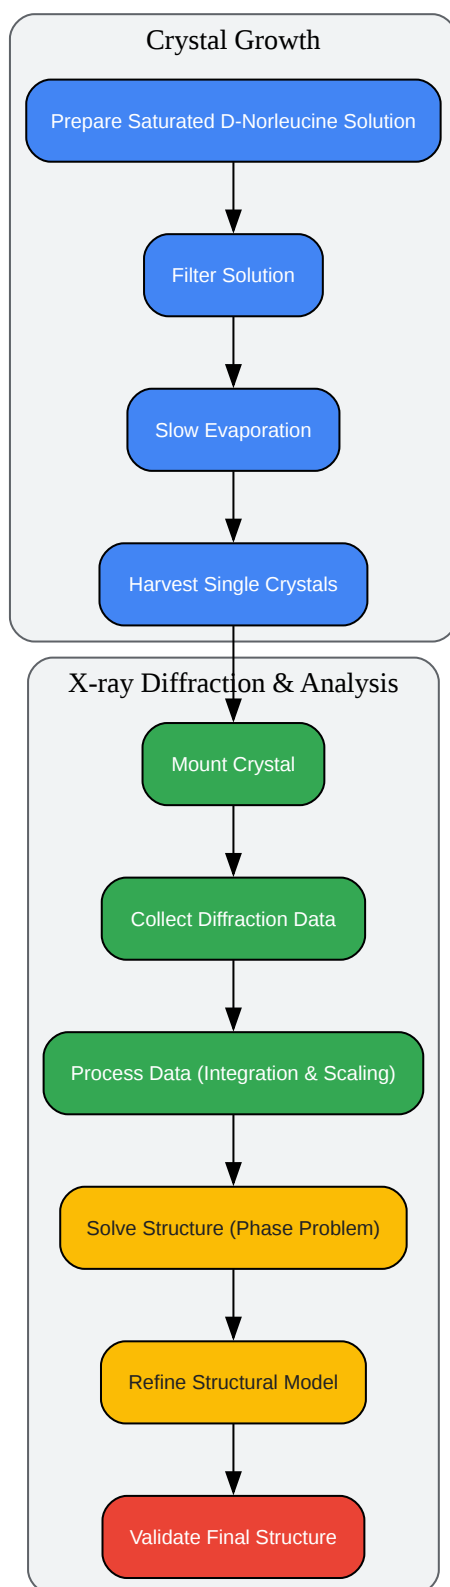 Crystal Growth
Prepare Saturated D-Norleucine Solution
Filter Solution
Slow Evaporation
Harvest Single Crystals
X-ray Diffraction & Analysis
Mount Crystal
Collect Diffraction Data
Process Data (Integration & Scaling)
Solve Structure (Phase Problem)
Refine Structural Model
Validate Final Structure